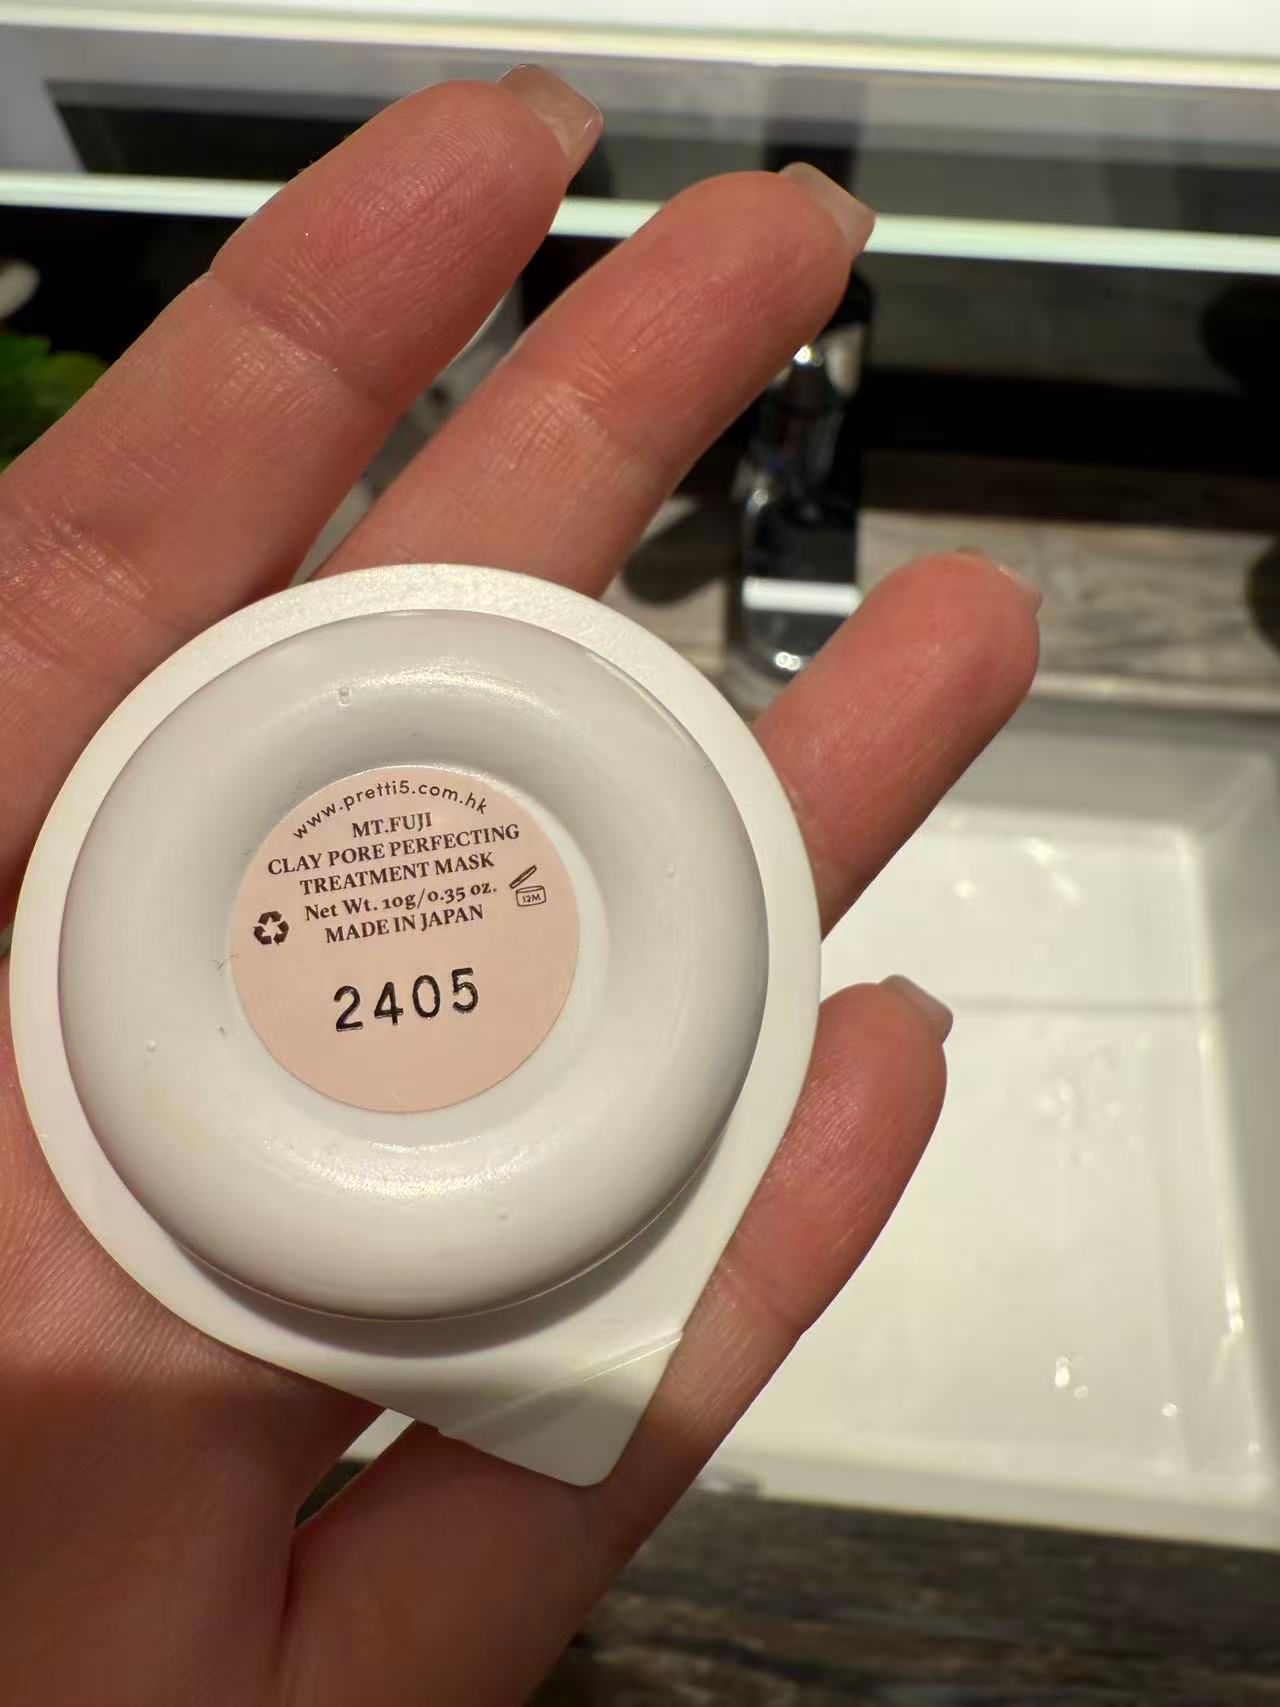 www.pretti5.com.hk
MT.FUJI
CLAY PORE PERFECTING
TREATMENT MASK
Net Wt. 10g/0.35 oz.
12M
MADE IN JAPAN
2405